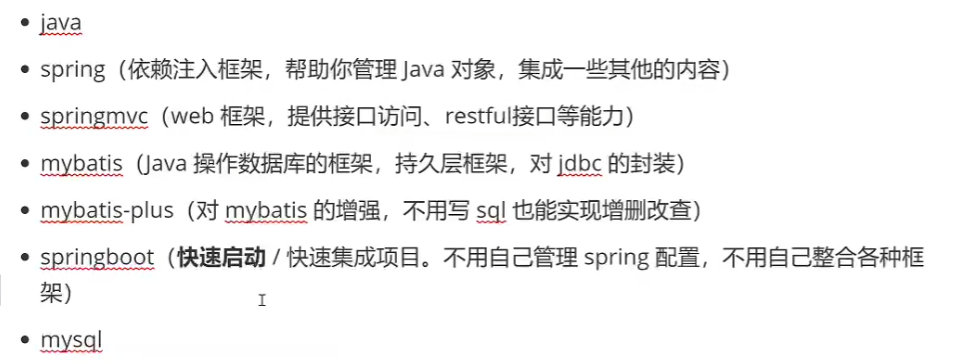 java
spring（依赖注入框架，帮助你管理 Java 对象，集成一些其他的内容）
springmvc（web 框架，提供接口访问、restful接口等能力）
mybatis（Java 操作数据库的框架，持久层框架，对 jdbc 的封装）
mybatis-plus（对 mybatis 的增强，不用写 sql 也能实现增删改查）
springboot（快速启动 / 快速集成项目。不用自己管理 spring 配置，不用自己整合各种框
架）
mysql